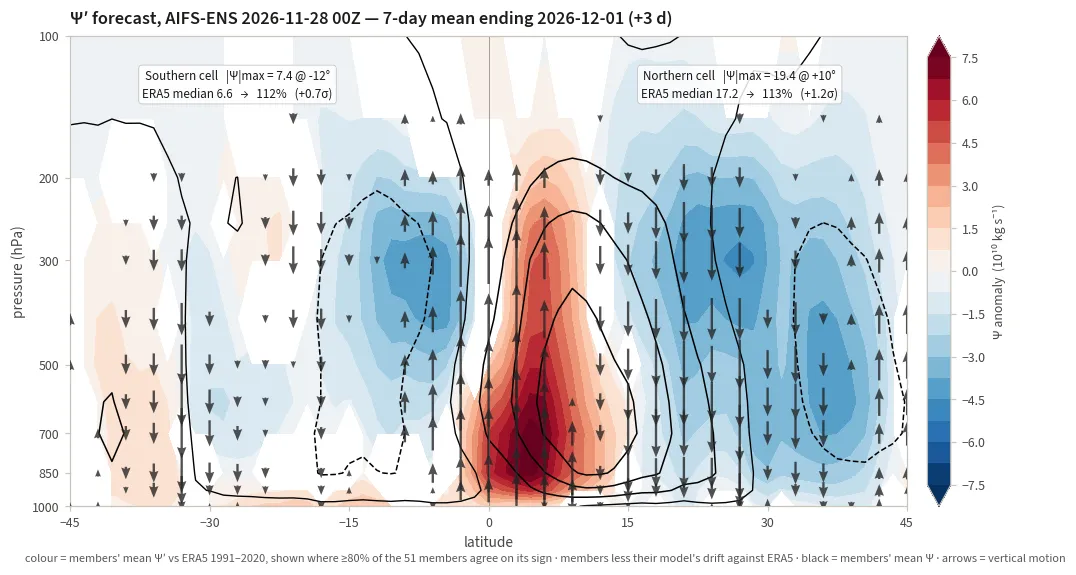 Ψ′ forecast, AIFS-ENS 2026-11-28 00Z — 7-day mean ending 2026-12-01 (+3 d)
Southern cell |Ψ|max = 7.4 @ -12°
ERA5 median 6.6 → 112% (+0.7σ)
Northern cell |Ψ|max = 19.4 @ +10°
ERA5 median 17.2 → 113% (+1.2σ)
pressure (hPa)
100
200
300
400
500
700
850
1000
−45
−30
−15
0
15
30
45
latitude
7.5
6.0
4.5
3.0
1.5
0.0
−1.5
−3.0
−4.5
−6.0
−7.5
Ψ anomaly (10¹⁰ kg s⁻¹)
colour = members' mean Ψ′ vs ERA5 1991–2020, shown where ≥80% of the 51 members agree on its sign · members less their model's drift against ERA5 · black = members' mean Ψ · arrows = vertical motion